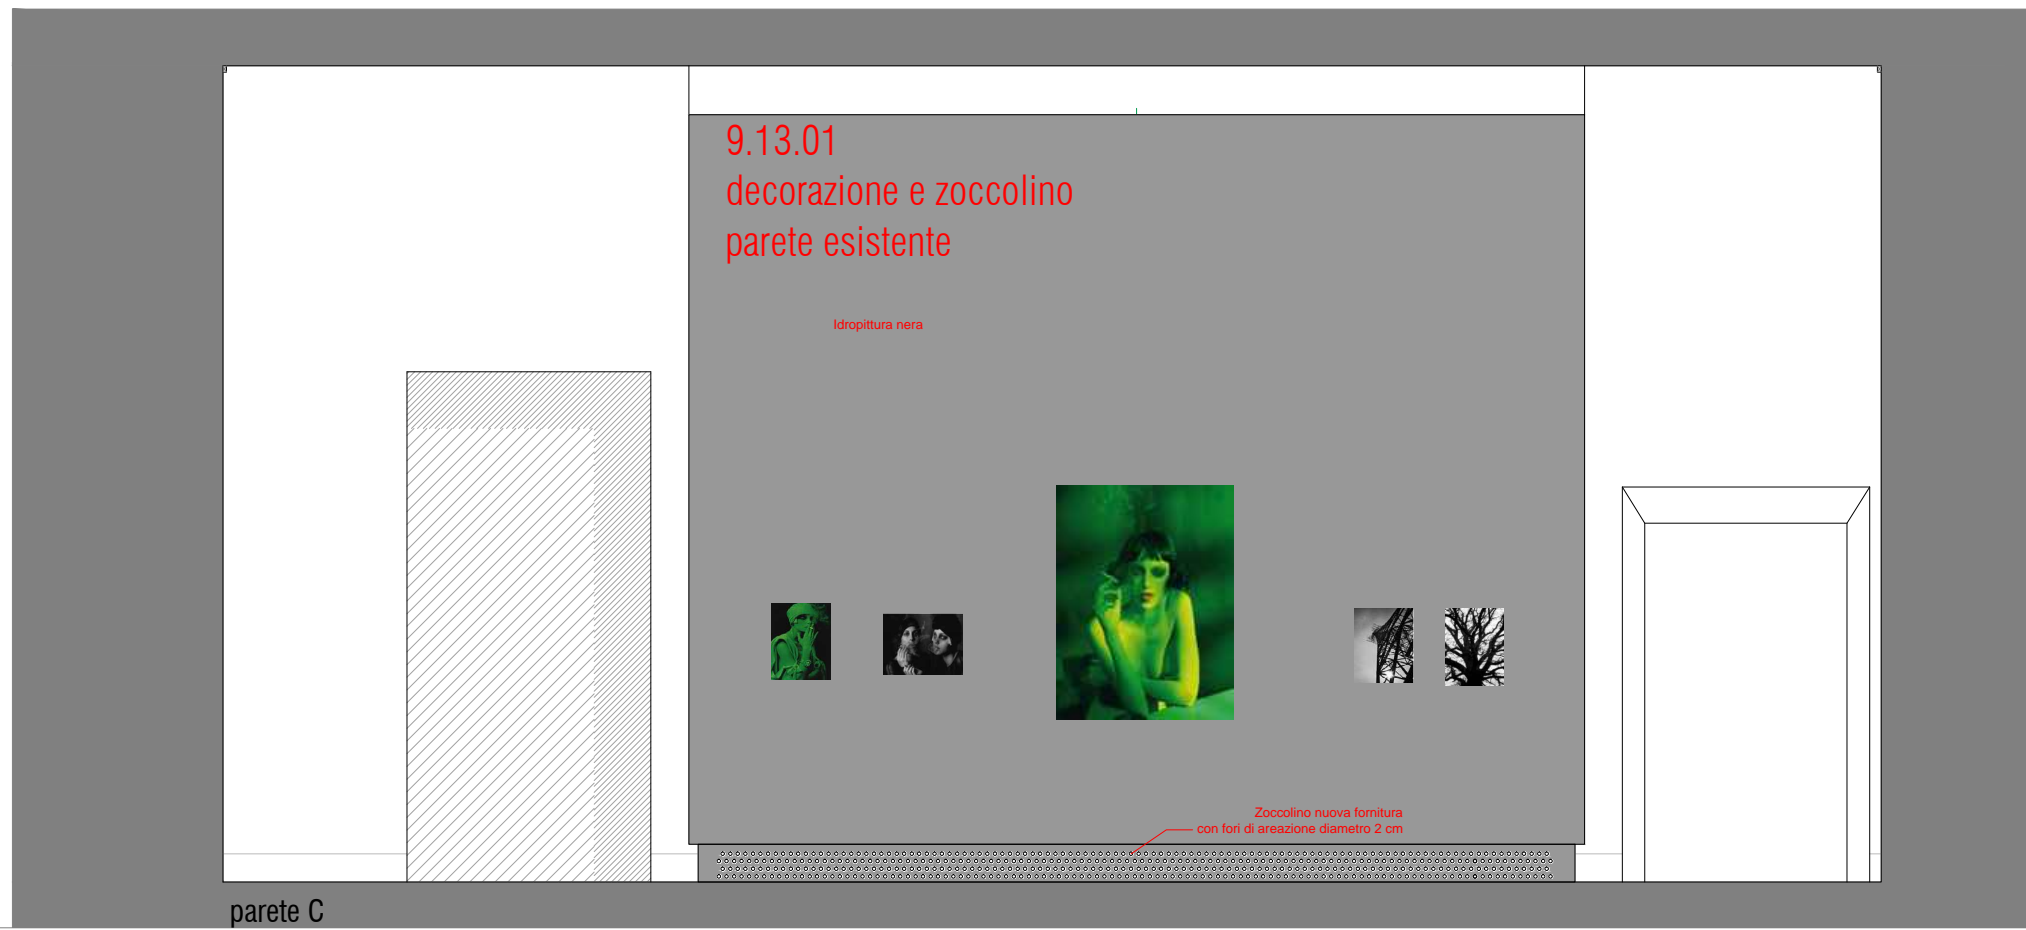 9.13.01
decorazione e zoccolino
parete esistente
Idropittura nera
Zoccolino nuova fornitura
con fori di areazione diametro 2 cm
parete C